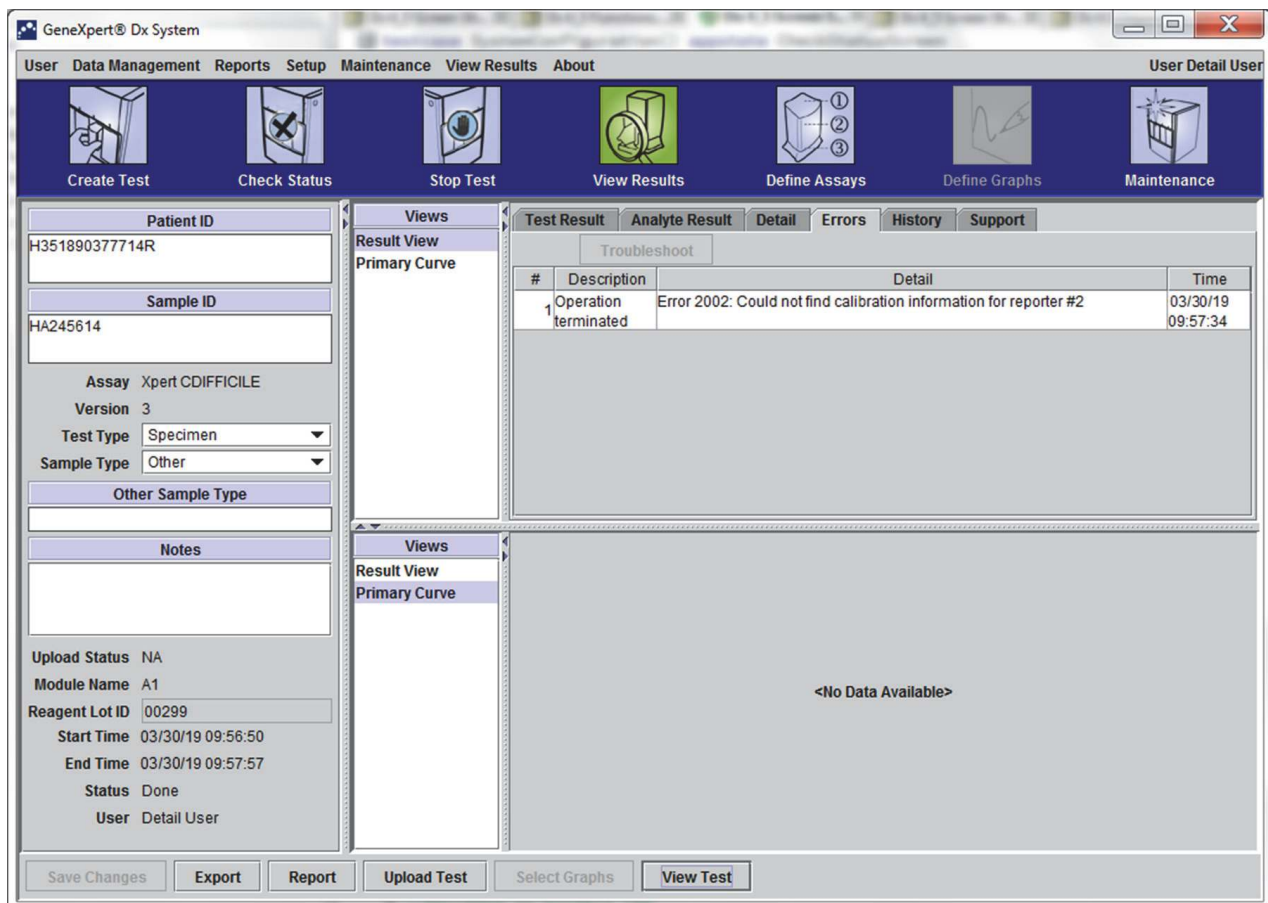 GeneXpert® Dx System
User Data Management Reports Setup Maintenance View Results About User Detail User
① ② ③
Create Test Check Status Stop Test View Results Define Assays Define Graphs Maintenance
Patient ID
H351890377714R
Sample ID
HA245614
Assay Xpert CDIFFICILE
Version 3
Test Type Specimen
Sample Type Other
Other Sample Type
Notes
Upload Status NA
Module Name A1
Reagent Lot ID 00299
Start Time 03/30/19 09:56:50
End Time 03/30/19 09:57:57
Status Done
User Detail User
Views
Result View
Primary Curve
Test Result Analyte Result Detail Errors History Support
Troubleshoot
# Description Detail Time
1 Operation terminated Error 2002: Could not find calibration information for reporter #2 03/30/19 09:57:34
Views
Result View
Primary Curve
<No Data Available>
Save Changes Export Report Upload Test Select Graphs View Test